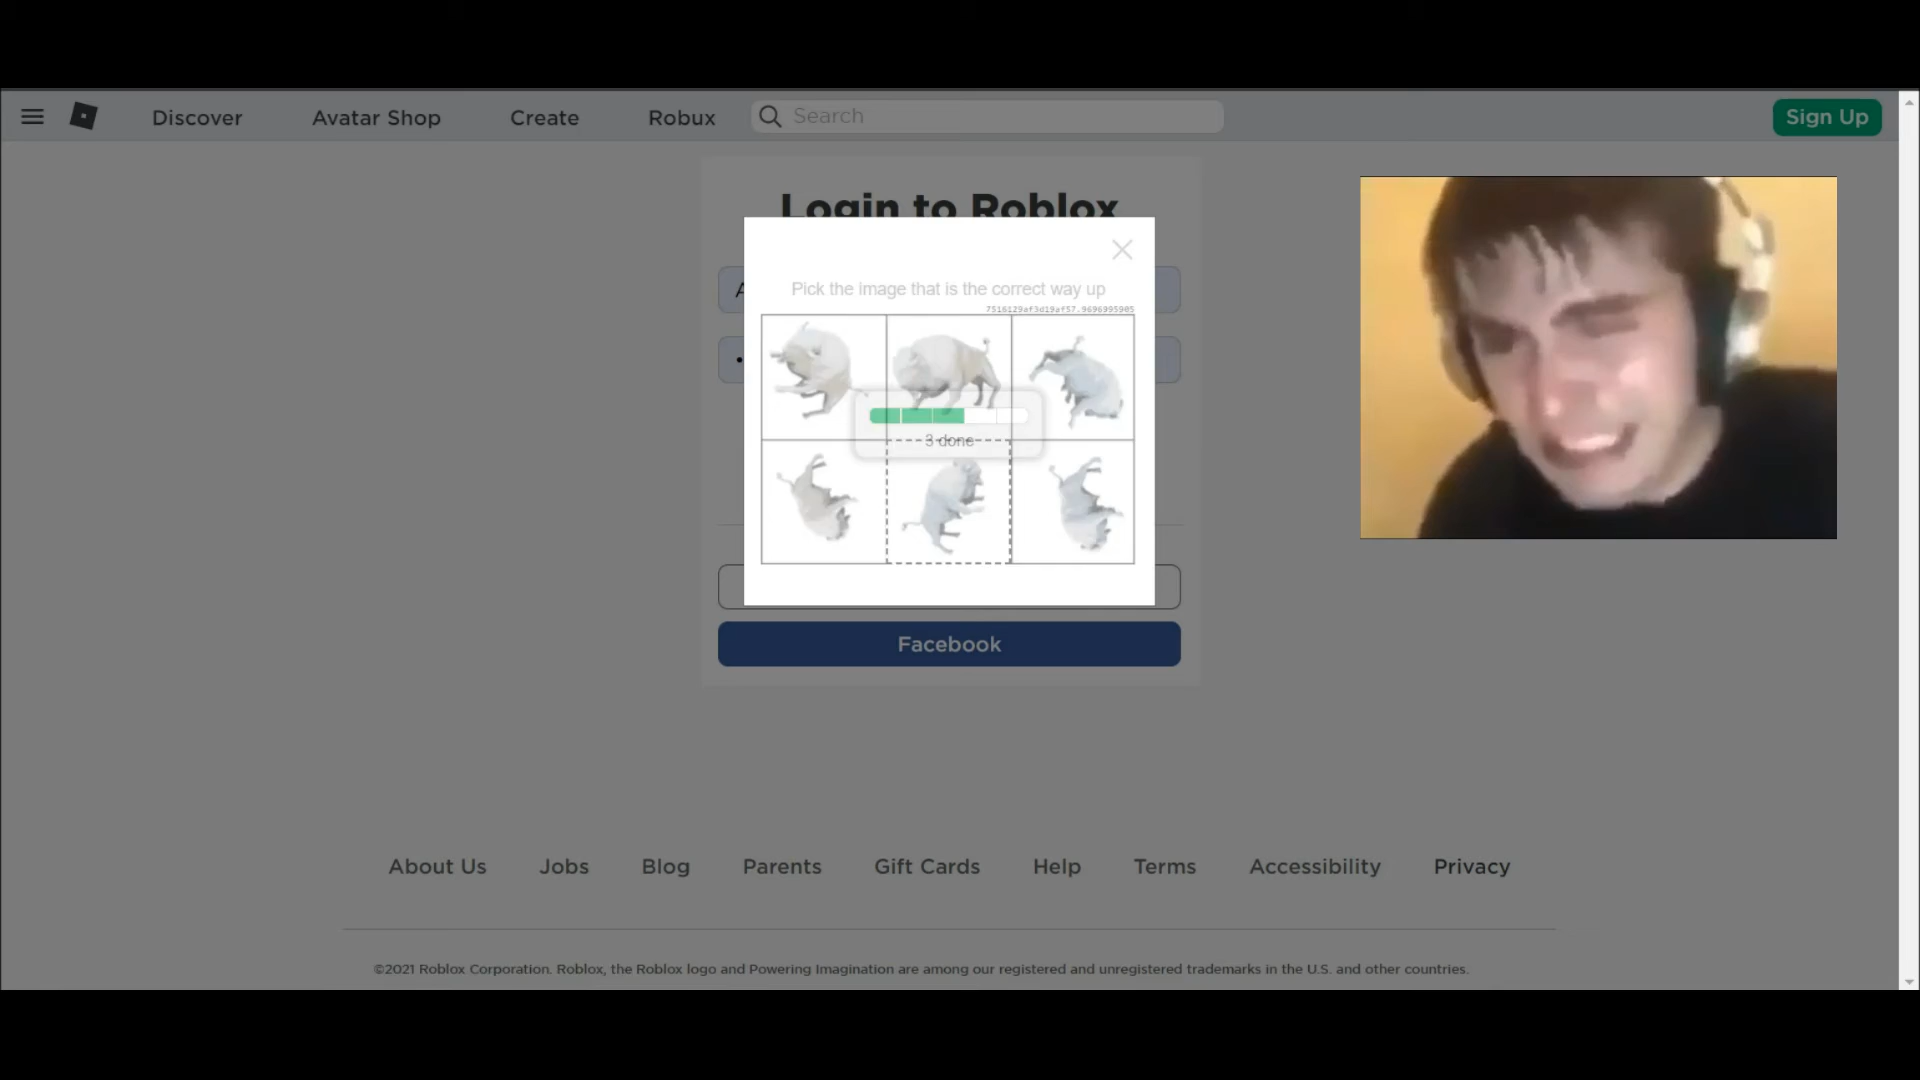 Discover Avatar Shop Create Robux Search Sign Up
Login to Roblox
Pick the image that is the correct way up
7516129af3d19af57.9696995905
3 done
Facebook
About Us Jobs Blog Parents Gift Cards Help Terms Accessibility Privacy
©2021 Roblox Corporation. Roblox, the Roblox logo and Powering Imagination are among our registered and unregistered trademarks in the U.S. and other countries.